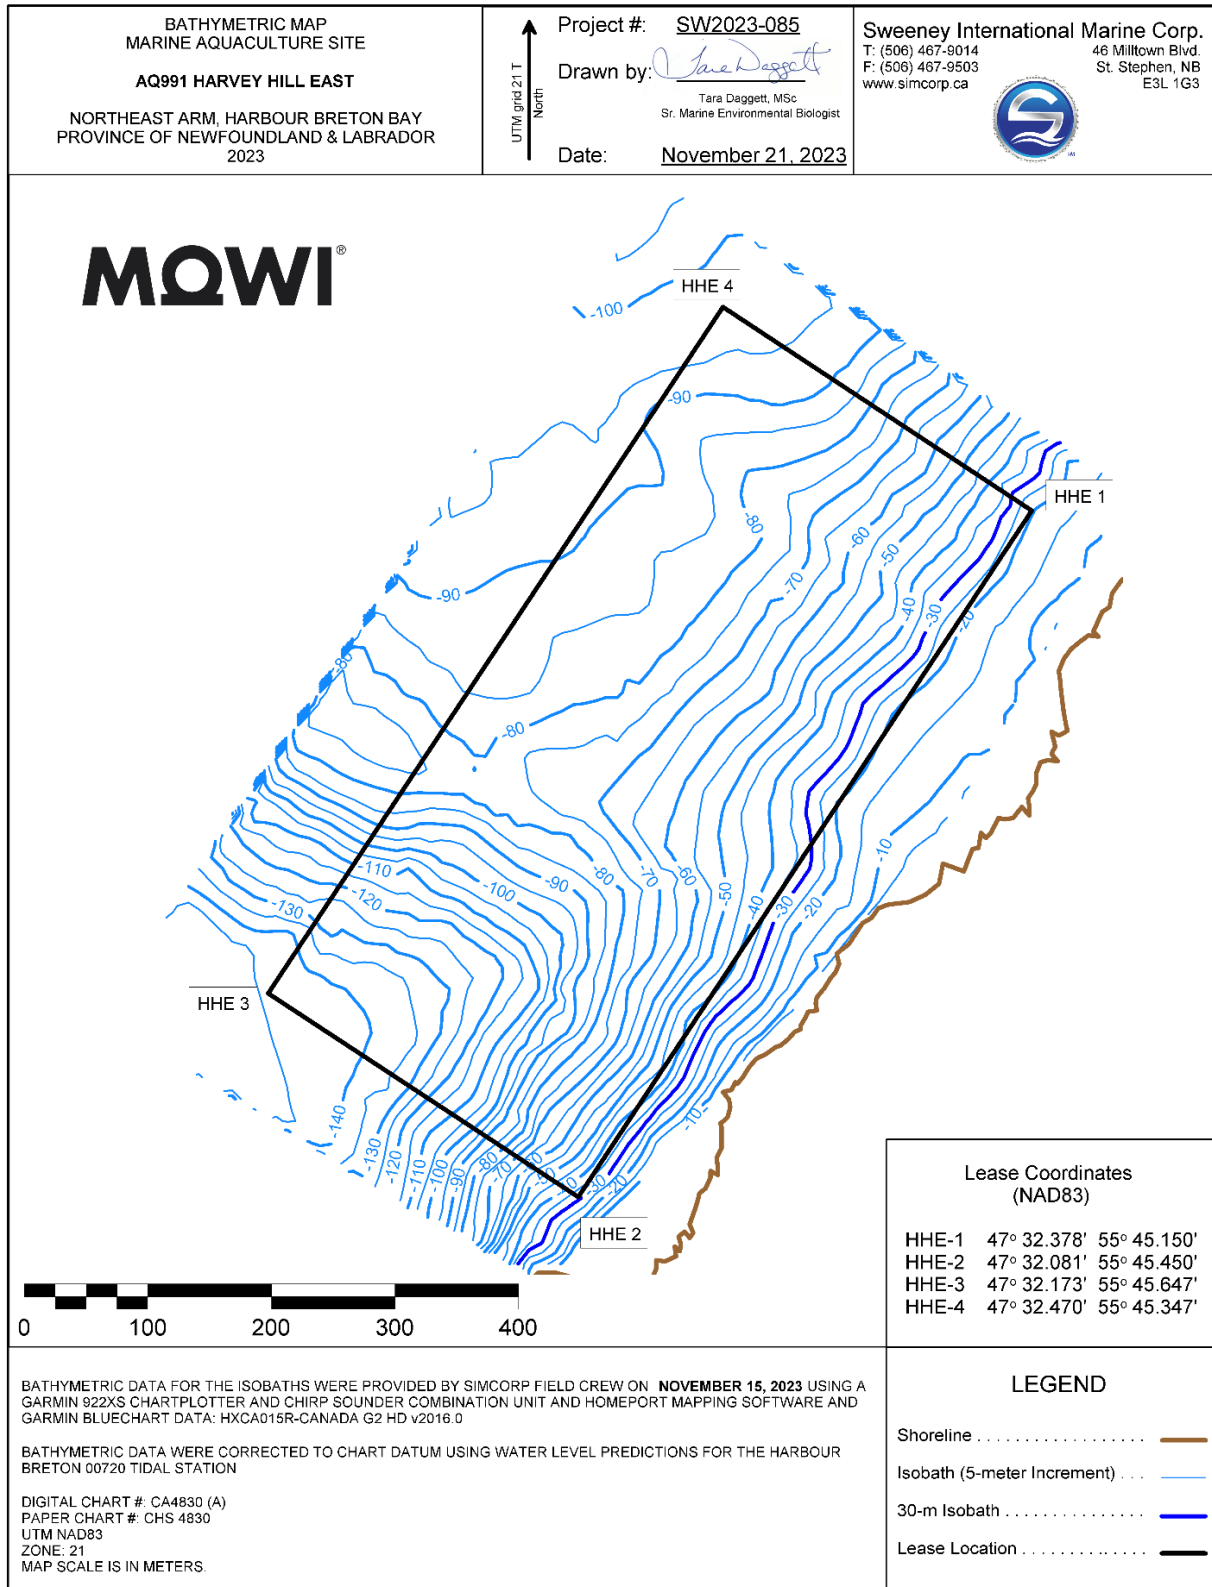 BATHYMETRIC MAP
MARINE AQUACULTURE SITE
AQ991 HARVEY HILL EAST
NORTHEAST ARM, HARBOUR BRETON BAY
PROVINCE OF NEWFOUNDLAND & LABRADOR
2023
UTM grid 21 T
North
Project #: SW2023-085
Drawn by: Tara Daggett
Tara Daggett, MSc
Sr. Marine Environmental Biologist
Date: November 21, 2023
Sweeney International Marine Corp.
T: (506) 467-9014 46 Milltown Blvd.
F: (506) 467-9503 St. Stephen, NB
www.simcorp.ca E3L 1G3
MOWI®
HHE 4
-100
-90
HHE 1
-80
-60
-50
-70
-40
-30
-20
-90
-80
-80
-10
-110
-100
-90
-80
-70
-60
-50
-40
-30
-20
-120
-130
HHE 3
-140
-130
-120
-110
-100
-90
-80
-70
-30
-20
-10
HHE 2
0 100 200 300 400
Lease Coordinates
(NAD83)
HHE-1 47° 32.378' 55° 45.150'
HHE-2 47° 32.081' 55° 45.450'
HHE-3 47° 32.173' 55° 45.647'
HHE-4 47° 32.470' 55° 45.347'
BATHYMETRIC DATA FOR THE ISOBATHS WERE PROVIDED BY SIMCORP FIELD CREW ON NOVEMBER 15, 2023 USING A
GARMIN 922XS CHARTPLOTTER AND CHIRP SOUNDER COMBINATION UNIT AND HOMEPORT MAPPING SOFTWARE AND
GARMIN BLUECHART DATA: HXCA015R-CANADA G2 HD v2016.0
BATHYMETRIC DATA WERE CORRECTED TO CHART DATUM USING WATER LEVEL PREDICTIONS FOR THE HARBOUR
BRETON 00720 TIDAL STATION
DIGITAL CHART #: CA4830 (A)
PAPER CHART #: CHS 4830
UTM NAD83
ZONE: 21
MAP SCALE IS IN METERS.
LEGEND
Shoreline . . . . . . . . . . . . . . . . . .
Isobath (5-meter Increment) . . .
30-m Isobath . . . . . . . . . . . . . . .
Lease Location . . . . . . . . . . . . . .